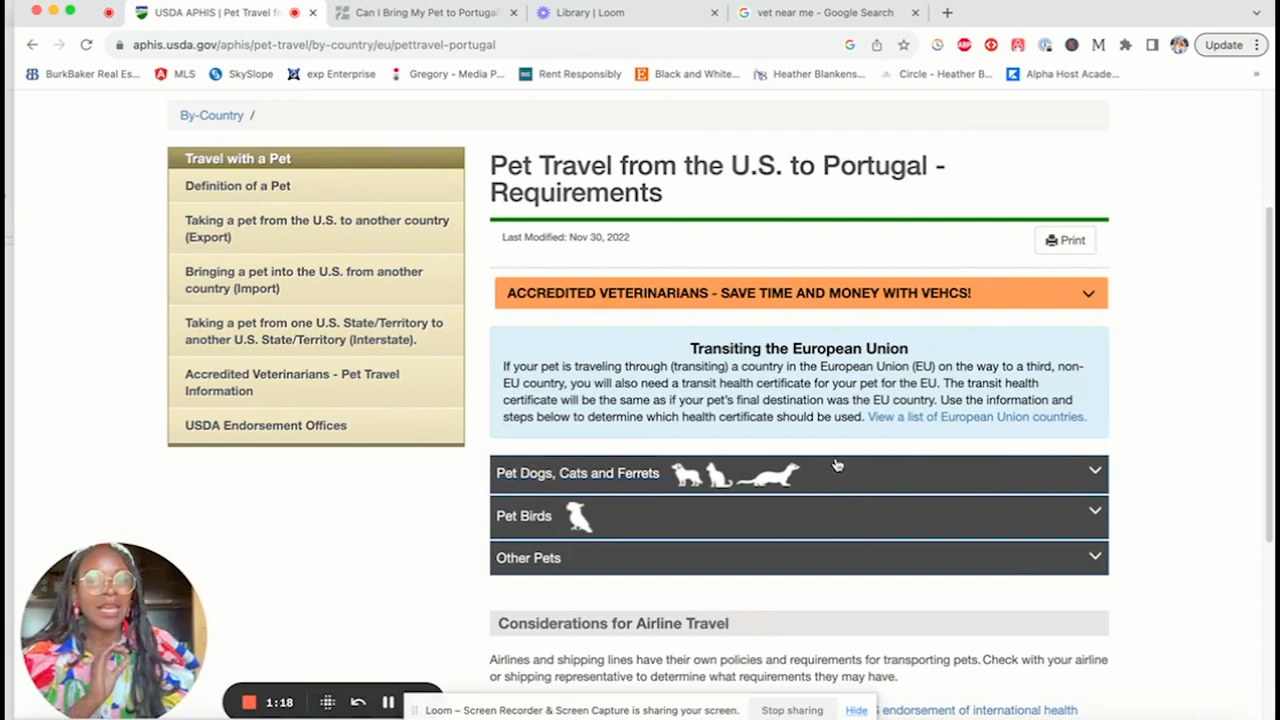 USDA APHIS | Pet Travel fr
Can I Bring My Pet to Portugal
Library | Loom
vet near me - Google Search
aphis.usda.gov/aphis/pet-travel/by-country/eu/pettravel-portugal
Update
BurkBaker Real Es...
MLS
SkySlope
exp Enterprise
Gregory - Media P...
Rent Responsibly
Black and White...
Heather Blankens...
Circle - Heather B...
Alpha Host Acade...
»
By-Country /
Travel with a Pet
Definition of a Pet
Taking a pet from the U.S. to another country
(Export)
Bringing a pet into the U.S. from another
country (Import)
Taking a pet from one U.S. State/Territory to
another U.S. State/Territory (Interstate).
Accredited Veterinarians - Pet Travel
Information
USDA Endorsement Offices
Pet Travel from the U.S. to Portugal -
Requirements
Last Modified: Nov 30, 2022
Print
ACCREDITED VETERINARIANS - SAVE TIME AND MONEY WITH VEHCS!
Transiting the European Union
If your pet is traveling through (transiting) a country in the European Union (EU) on the way to a third, non-
EU country, you will also need a transit health certificate for your pet for the EU. The transit health
certificate will be the same as if your pet's final destination was the EU country. Use the information and
steps below to determine which health certificate should be used. View a list of European Union countries.
Pet Dogs, Cats and Ferrets
Pet Birds
Other Pets
Considerations for Airline Travel
Airlines and shipping lines have their own policies and requirements for transporting pets. Check with your airline
or shipping representative to determine what requirements they may have.
1:18
Loom – Screen Recorder & Screen Capture is sharing your screen.
Stop sharing
Hide
endorsement of international health